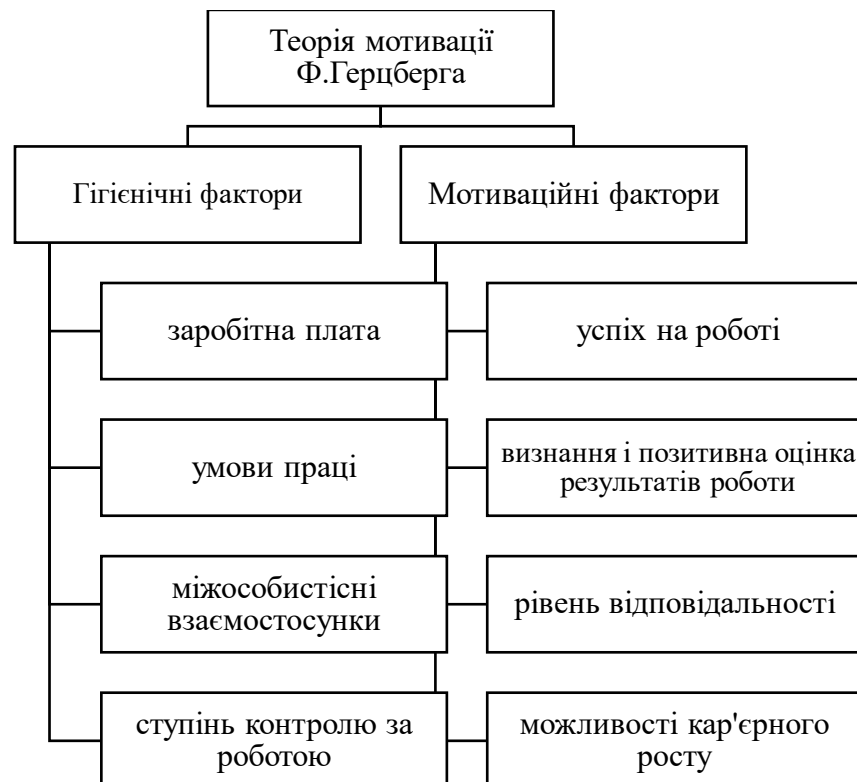 Теорія мотивації
Ф.Герцберга
Гігієнічні фактори
Мотиваційні фактори
заробітна плата
успіх на роботі
умови праці
визнання і позитивна оцінка
результатів роботи
міжособистісні
взаємостосунки
рівень відповідальності
ступінь контролю за
роботою
можливості кар'єрного
росту